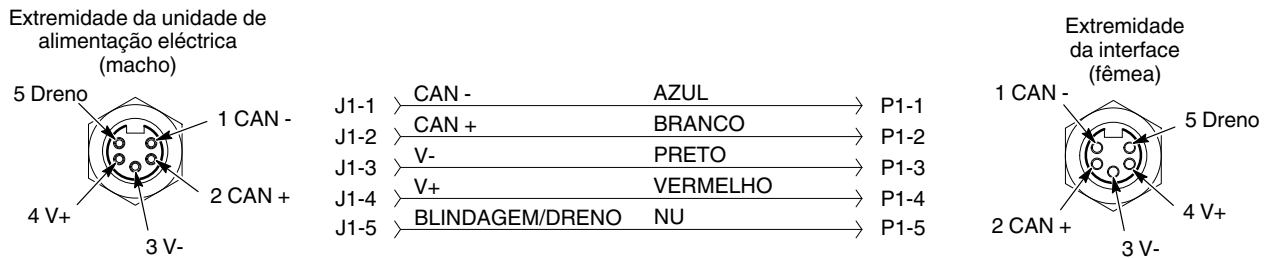 Extremidade da unidade de
alimentação eléctrica
(macho)
5 Dreno
1 CAN -
2 CAN +
4 V+
3 V-
J1-1 CAN - AZUL P1-1
J1-2 CAN + BRANCO P1-2
J1-3 V- PRETO P1-3
J1-4 V+ VERMELHO P1-4
J1-5 BLINDAGEM/DRENO NU P1-5
Extremidade
da interface
(fêmea)
1 CAN -
5 Dreno
4 V+
2 CAN +
3 V-